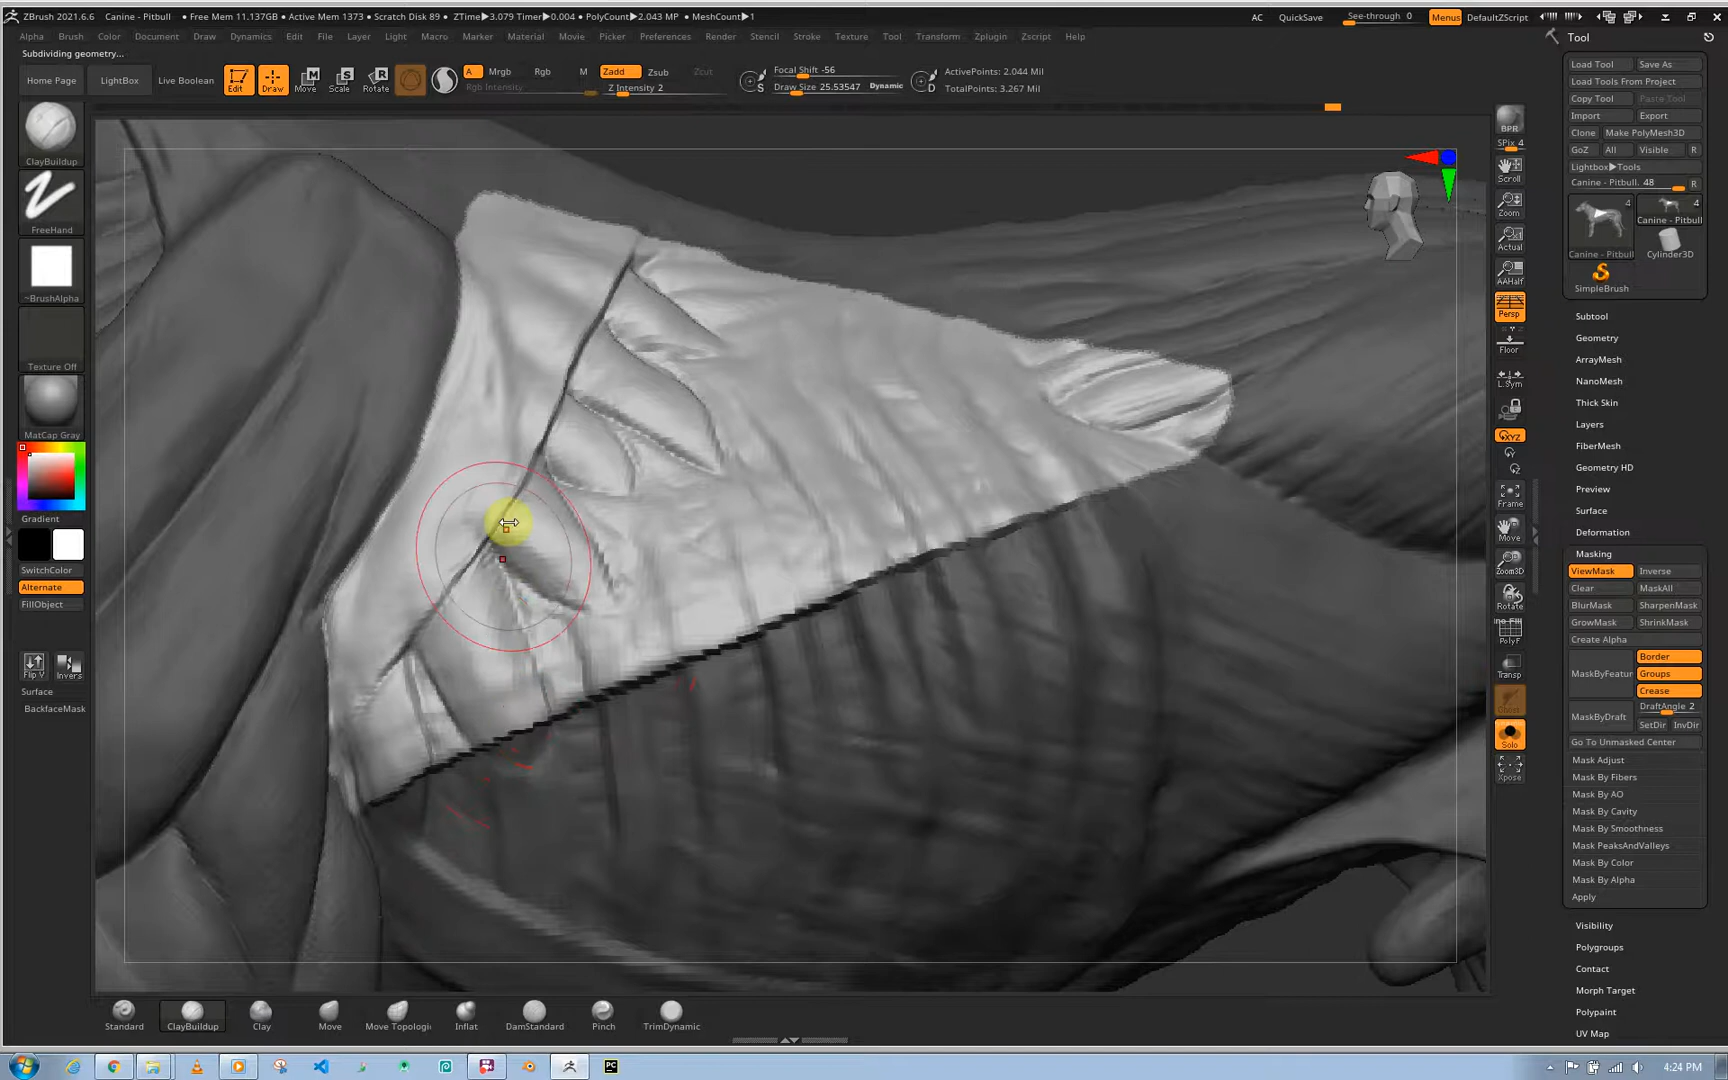 ZBrush 2021.6.6 Canine - Pitbull • Free Mem 11.137GB • Active Mem 1373 • Scratch Disk 89 • ZTime▶3.079 Timer▶0.004 • PolyCount▶2.043 MP • MeshCount▶1
AC QuickSave See-through 0 Menus DefaultZScript
Alpha Brush Color Document Draw Dynamics Edit File Layer Light Macro Marker Material Movie Picker Preferences Render Stencil Stroke Texture Tool Transform Zplugin Zscript Help
Subdividing geometry...
Home Page LightBox Live Boolean Edit Draw Move Scale Rotate
A Mrgb Rgb M Zadd Zsub Zcut
Rgb Intensity Z Intensity 2
S Focal Shift -56
Draw Size 25.53547 Dynamic
D ActivePoints: 2.044 Mil
TotalPoints: 3.267 Mil
ClayBuildup
FreeHand
~BrushAlpha
Texture Off
MatCap Gray
Gradient
SwitchColor
Alternate
FillObject
Flip V Invers
Surface
BackfaceMask
BPR
SPix 4
Scroll
Zoom
Actual
AAHalf
Persp
Floor
L.Sym
XYZ
Y
Z
Frame
Move
Zoom3D
Rotate
PolyF
Transp
Ghost
Solo
Xpose
Tool
Load Tool Save As
Load Tools From Project
Copy Tool Paste Tool
Import Export
Clone Make PolyMesh3D
GoZ All Visible R
Lightbox▶Tools
Canine - Pitbull. 48 R
4 4
Canine - Pitbull
Canine - Pitbull Cylinder3D
SimpleBrush
Subtool
Geometry
ArrayMesh
NanoMesh
Thick Skin
Layers
FiberMesh
Geometry HD
Preview
Surface
Deformation
Masking
ViewMask Inverse
Clear MaskAll
BlurMask SharpenMask
GrowMask ShrinkMask
Create Alpha
MaskByFeatur Border
Groups
Crease
MaskByDraft DraftAngle 2
SetDir InvDir
Go To Unmasked Center
Mask Adjust
Mask By Fibers
Mask By AO
Mask By Cavity
Mask By Smoothness
Mask PeaksAndValleys
Mask By Color
Mask By Alpha
Apply
Visibility
Polygroups
Contact
Morph Target
Polypaint
UV Map
Standard ClayBuildup Clay Move Move Topologic Inflat DamStandard Pinch TrimDynamic
PC
4:24 PM